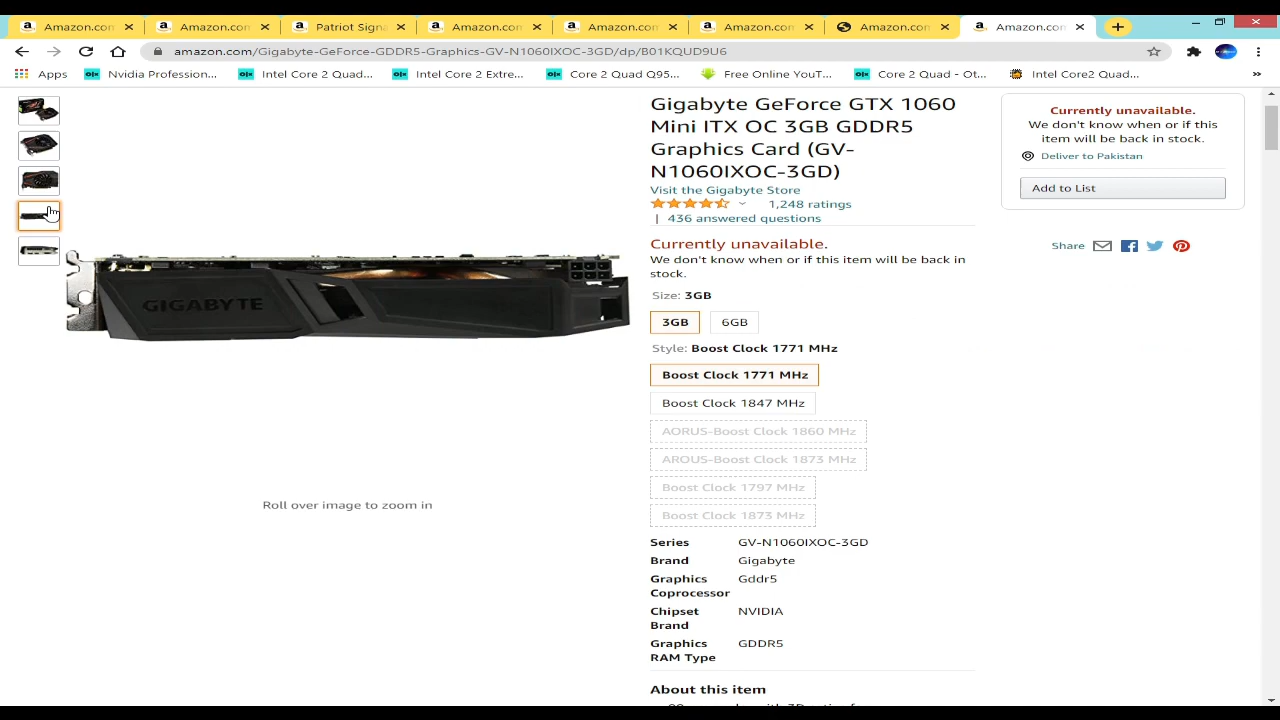 Amazon.com
Amazon.com
Patriot Signa
Amazon.com
Amazon.com
Amazon.com
Amazon.com
Amazon.com
amazon.com/Gigabyte-GeForce-GDDR5-Graphics-GV-N1060IXOC-3GD/dp/B01KQUD9U6
Apps
Nvidia Profession...
Intel Core 2 Quad...
Intel Core 2 Extre...
Core 2 Quad Q95...
Free Online YouT...
Core 2 Quad - Ot...
Intel Core2 Quad...
Gigabyte GeForce GTX 1060
Mini ITX OC 3GB GDDR5
Graphics Card (GV-
N1060IXOC-3GD)
Visit the Gigabyte Store
1,248 ratings
| 436 answered questions
Currently unavailable.
We don't know when or if this item will be back in
stock.
Size: 3GB
3GB
6GB
Style: Boost Clock 1771 MHz
Boost Clock 1771 MHz
Boost Clock 1847 MHz
AORUS-Boost Clock 1860 MHz
AROUS-Boost Clock 1873 MHz
Boost Clock 1797 MHz
Boost Clock 1873 MHz
Series GV-N1060IXOC-3GD
Brand Gigabyte
Graphics Gddr5
Coprocessor
Chipset NVIDIA
Brand
Graphics GDDR5
RAM Type
About this item
GIGABYTE
Roll over image to zoom in
Currently unavailable.
We don't know when or if this
item will be back in stock.
Deliver to Pakistan
Add to List
Share